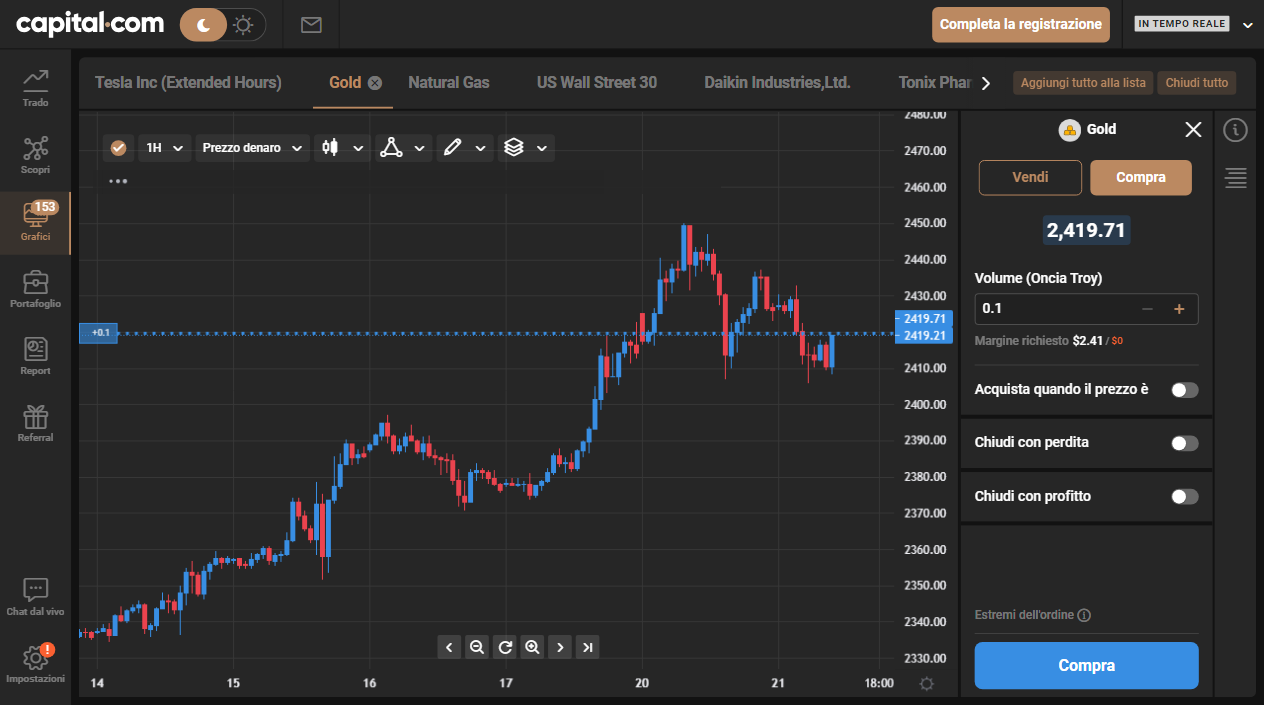 capital.com
Completa la registrazione
IN TEMPO REALE
Trado
Scopri
153
Grafici
Portafoglio
Report
Referral
Chat dal vivo
!
Impostazioni
Tesla Inc (Extended Hours)
Gold
Natural Gas
US Wall Street 30
Daikin Industries,Ltd.
Tonix Phar
Aggiungi tutto alla lista
Chiudi tutto
1H
Prezzo denaro
+0.1
2480.00
2470.00
2460.00
2450.00
2440.00
2430.00
2419.71
2419.21
2410.00
2400.00
2390.00
2380.00
2370.00
2360.00
2350.00
2340.00
2330.00
14 15 16 17 20 21 18:00
Gold
Vendi
Compra
2,419.71
Volume (Oncia Troy)
0.1
Margine richiesto $2.41 / $0
Acquista quando il prezzo è
Chiudi con perdita
Chiudi con profitto
Estremi dell'ordine
Compra